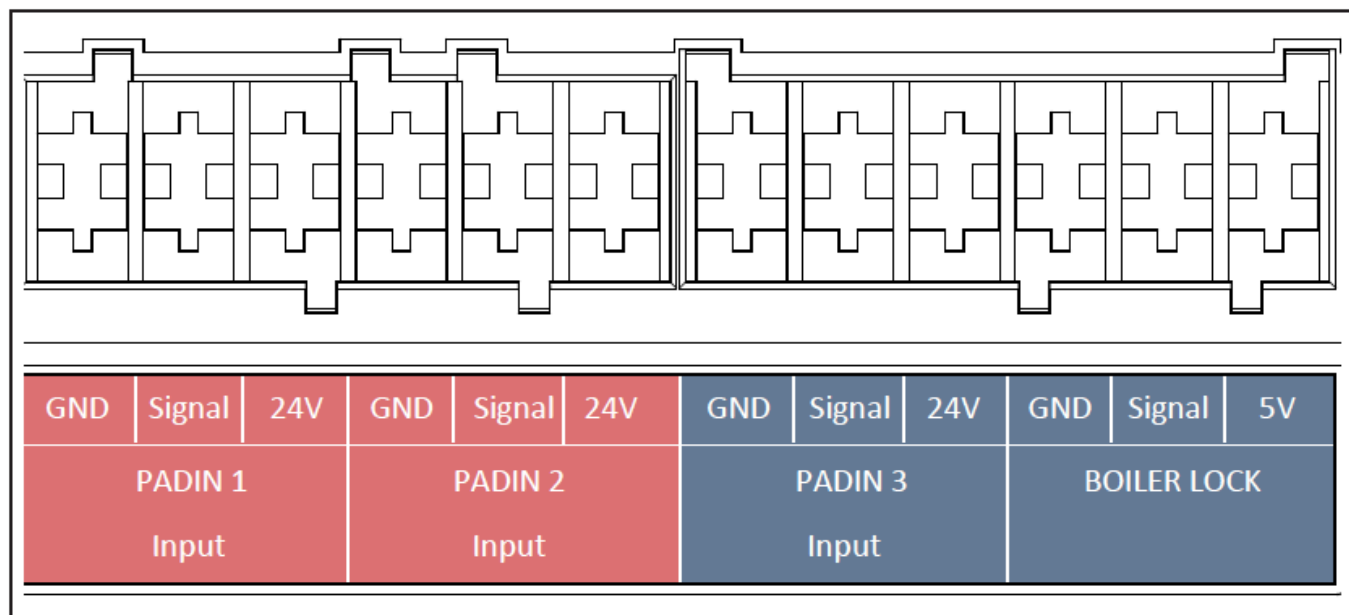 GND Signal 24V GND Signal 24V GND Signal 24V GND Signal 5V
PADIN 1 PADIN 2 PADIN 3 BOILER LOCK
Input Input Input